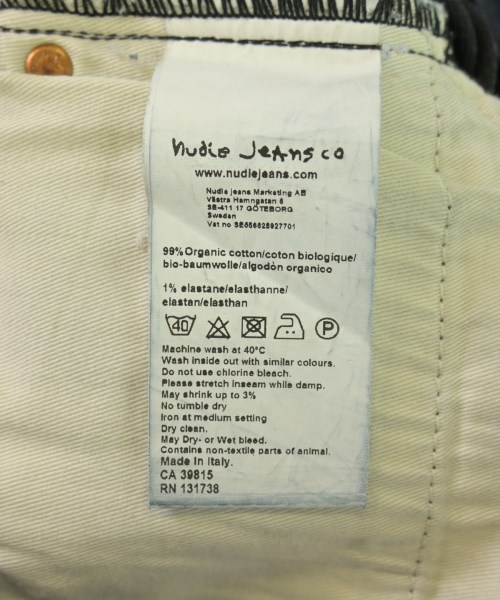 nudie jeans co
www.nudiejeans.com
Nudie Jeans Marketing AB
Västra Hamngatan 6
SE-411 17 GÖTEBORG
Sweden
Vat no SE556625927701
99% Organic cotton/coton biologique/
bio-baumwolle/algodón organico
1% elastane/elasthanne/
elastan/elasthan
40 P
Machine wash at 40°C
Wash inside out with similar colours.
Do not use chlorine bleach.
Please stretch inseam while damp.
May shrink up to 3%
No tumble dry
Iron at medium setting
Dry clean.
May Dry- or Wet bleed.
Contains non-textile parts of animal.
Made in Italy.
CA 39815
RN 131738